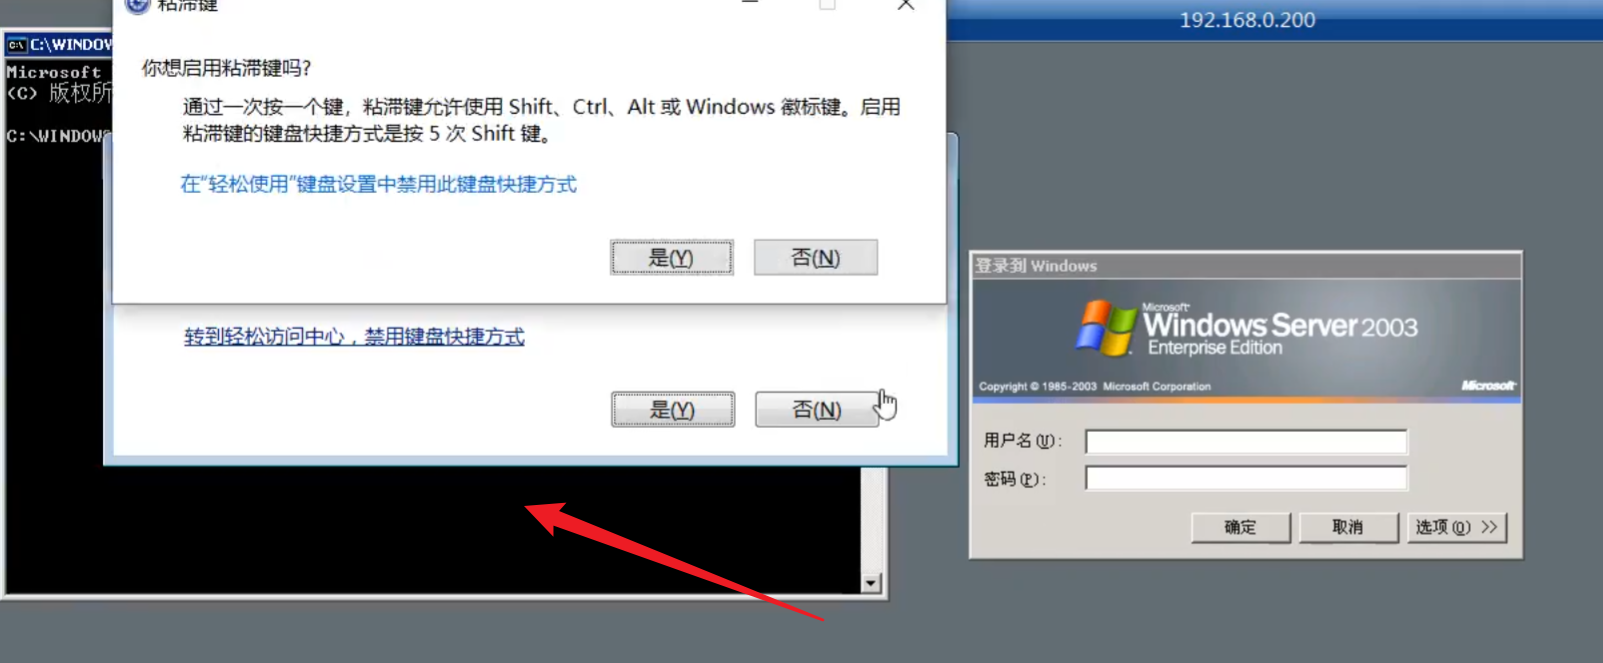 粘滞键
192.168.0.200
C:\WINDOW
Microsoft
(C) 版权所
C:\WINDOWS
你想启用粘滞键吗?
通过一次按一个键，粘滞键允许使用 Shift、Ctrl、Alt 或 Windows 徽标键。启用
粘滞键的键盘快捷方式是按 5 次 Shift 键。
在"轻松使用"键盘设置中禁用此键盘快捷方式
是(Y)
否(N)
转到轻松访问中心，禁用键盘快捷方式
是(Y)
否(N)
登录到 Windows
Microsoft
Windows Server 2003
Enterprise Edition
Copyright © 1985-2003 Microsoft Corporation
Microsoft
用户名(U):
密码(P):
确定
取消
选项(O) >>